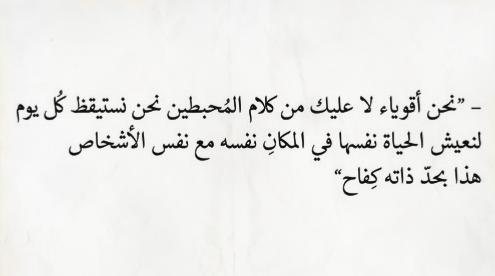 – ”نحن أقوياء لا عليك من كلام المُحبطين نحن نستيقظ كُل يوم
لنعيش الحياة نفسها في المكانِ نفسه مع نفس الأشخاص
هذا بحدّ ذاته كِفاح“